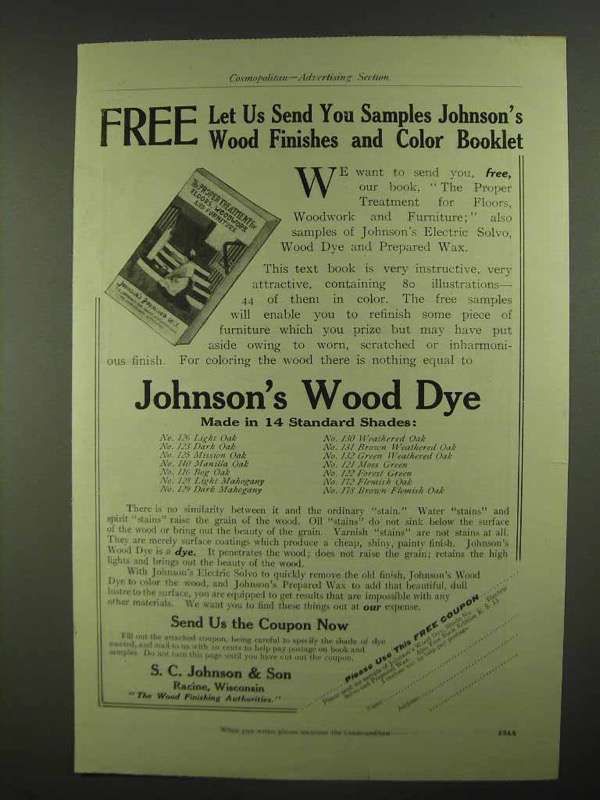 Cosmopolitan—Advertising Section
FREE
Let Us Send You Samples Johnson's
Wood Finishes and Color Booklet
The PROPER TREATMENT for
FLOORS, WOODWORK
AND FURNITURE
WE want to send you, free,
our book, "The Proper
Treatment for Floors,
Woodwork and Furniture;" also
samples of Johnson's Electric Solvo,
Wood Dye and Prepared Wax.
This text book is very instructive, very
attractive, containing 80 illustrations—
44 of them in color. The free samples
will enable you to refinish some piece of
furniture which you prize but may have put
aside owing to worn, scratched or inharmoni-
ous finish. For coloring the wood there is nothing equal to
Johnson's Wood Dye
Made in 14 Standard Shades:
No. 126 Light Oak
No. 123 Dark Oak
No. 125 Mission Oak
No. 140 Manilla Oak
No. 110 Bog Oak
No. 128 Light Mahogany
No. 129 Dark Mahogany
No. 130 Weathered Oak
No. 131 Brown Weathered Oak
No. 132 Green Weathered Oak
No. 121 Moss Green
No. 122 Forest Green
No. 172 Flemish Oak
No. 178 Brown Flemish Oak
There is no similarity between it and the ordinary "stain." Water "stains" and
spirit "stains" raise the grain of the wood. Oil "stains" do not sink below the surface
of the wood or bring out the beauty of the grain. Varnish "stains" are not stains at all.
They are merely surface coatings which produce a cheap, shiny, painty finish. Johnson's
Wood Dye is a dye. It penetrates the wood; does not raise the grain; retains the high
lights and brings out the beauty of the wood.
With Johnson's Electric Solvo to quickly remove the old finish, Johnson's Wood
Dye to color the wood, and Johnson's Prepared Wax to add that beautiful, dull
lustre to the surface, you are equipped to get results that are impossible with any
other materials. We want you to find these things out at our expense.
Send Us the Coupon Now
Fill out the attached coupon, being careful to specify the shade of dye
wanted, and mail to us with 10 cents to help pay postage on book and
samples. Do not turn this page until you have cut out the coupon.
S. C. Johnson & Son
Racine, Wisconsin
"The Wood Finishing Authorities."
Please Use This FREE COUPON
Name
Address
When you write, please mention the Cosmopolitan